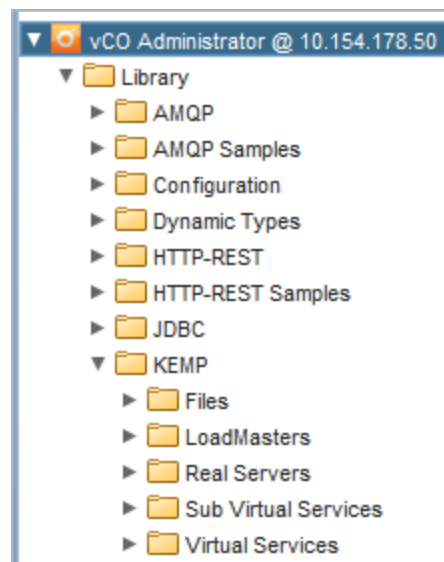 vCO Administrator @ 10.154.178.50
Library
AMQP
AMQP Samples
Configuration
Dynamic Types
HTTP-REST
HTTP-REST Samples
JDBC
KEMP
Files
LoadMasters
Real Servers
Sub Virtual Services
Virtual Services